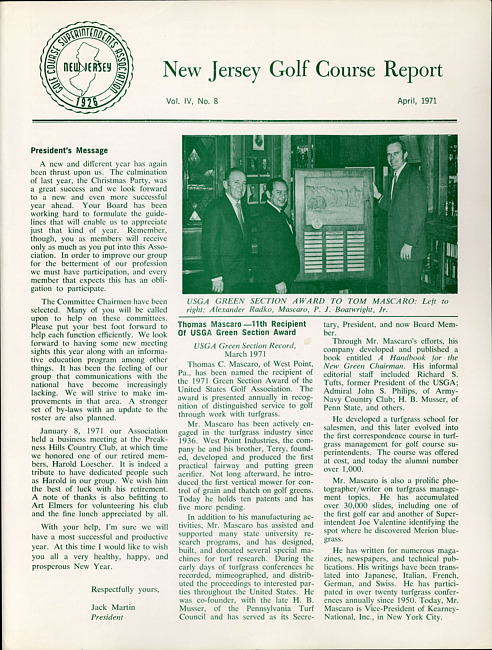 GOLF COURSE SUPERINTENDENTS ASSOCIATION
NEW JERSEY
1926
New Jersey Golf Course Report
Vol. IV, No. 8
April, 1971
President's Message
A new and different year has again
been thrust upon us. The culmination
of last year, the Christmas Party, was
a great success and we look forward
to a new and even more successful
year ahead. Your Board has been
working hard to formulate the guide-
lines that will enable us to appreciate
just that kind of year. Remember,
though, you as members will receive
only as much as you put into this Asso-
ciation. In order to improve our group
for the betterment of our profession
we must have participation, and every
member that expects this has an obli-
gation to participate.
The Committee Chairmen have been
selected. Many of you will be called
upon to help on these committees.
Please put your best foot forward to
help each function efficiently. We look
forward to having some new meeting
sights this year along with an informa-
tive education program among other
things. It has been the feeling of our
group that communications with the
national have become increasingly
lacking. We will strive to make im-
provements in that area. A stronger
set of by-laws with an update to the
roster are also planned.
January 8, 1971 our Association
held a business meeting at the Preak-
ness Hills Country Club, at which time
we honored one of our retired mem-
bers, Harold Loescher. It is indeed a
tribute to have dedicated people such
as Harold in our group. We wish him
the best of luck with his retirement.
A note of thanks is also befitting to
Art Elmers for volunteering his club
and the fine lunch appreciated by all.
With your help, I'm sure we will
have a most successful and productive
year. At this time I would like to wish
you all a very healthy, happy, and
prosperous New Year.
Respectfully yours,
Jack Martin
President
USGA GREEN SECTION AWARD TO TOM MASCARO: Left to
right: Alexander Radko, Mascaro, P. J. Boatwright, Jr.
Thomas Mascaro —11th Recipient
Of USGA Green Section Award
USGA Green Section Record,
March 1971
Thomas C. Mascaro, of West Point,
Pa., has been named the recipient of
the 1971 Green Section Award of the
United States Golf Association. The
award is presented annually in recog-
nition of distinguished service to golf
through work with turfgrass.
Mr. Mascaro has been actively en-
gaged in the turfgrass industry since
1936. West Point Industries, the com-
pany he and his brother, Terry, found-
ed, developed and produced the first
practical fairway and putting green
aerifier. Not long afterward, he intro-
duced the first vertical mower for con-
trol of grain and thatch on golf greens.
Today he holds ten patents and has
five more pending.
In addition to his manufacturing ac-
tivities, Mr. Mascaro has assisted and
supported many state university re-
search programs, and has designed,
built, and donated several special ma-
chines for turf research. During the
early days of turfgrass conferences he
recorded, mimeographed, and distrib-
uted the proceedings to interested par-
ties throughout the United States. He
was co-founder, with the late H. B.
Musser, of the Pennsylvania Turf
Council and has served as its Secre-
tary, President, and now Board Mem-
ber.
Through Mr. Mascaro's efforts, his
company developed and published a
book entitled A Handbook for the
New Green Chairman. His informal
editorial staff included Richard S.
Tufts, former President of the USGA;
Admiral John S. Philips, of Army-
Navy Country Club; H. B. Musser, of
Penn State, and others.
He developed a turfgrass school for
salesmen, and this later evolved into
the first correspondence course in turf-
grass management for golf course su-
perintendents. The course was offered
at cost, and today the alumni number
over 1,000.
Mr. Mascaro is also a prolific pho-
tographer/writer on turfgrass manage-
ment topics. He has accumulated
over 30,000 slides, including one of
the first golf car and another of Super-
intendent Joe Valentine identifying the
spot where he discovered Merion blue-
grass.
He has written for numerous maga-
zines, newspapers, and technical pub-
lications. His writings have been trans-
lated into Japanese, Italian, French,
German, and Swiss. He has partici-
pated in over twenty turfgrass confer-
ences annually since 1950. Today, Mr.
Mascaro is Vice-President of Kearney-
National, Inc., in New York City.